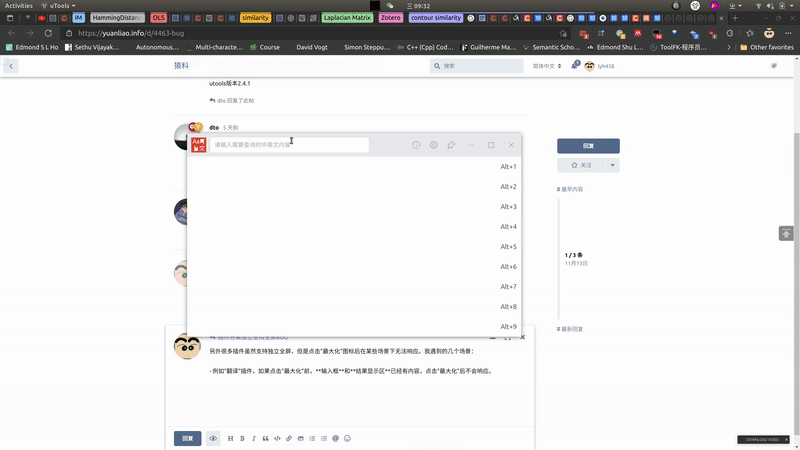 Activities
uTools
三 09:32
IM
HammingDistanc
OLS
similarity
Laplacian Matrix
Zotero
contour similarity
https://yuanliao.info/d/4463-bug
Edmond S L Ho
Sethu Vijayak...
Autonomous...
Multi-characte...
Course
David Vogt
Simon Steppu...
C++ (Cpp) Cod...
Guilherme Ma...
Semantic Scho...
Edmond Shu L...
ToolFK-程序员...
Other favorites
猿料
搜索
简体中文
1
lyh458
utools版本2.4.1
dto 回复了此帖
dto 5 天前
请输入需要查询的中英文内容
Alt+1
Alt+2
Alt+3
Alt+4
Alt+5
Alt+6
Alt+7
Alt+8
Alt+9
回复
关注
最早内容
1 / 3 条
11月13日
最新回复
另外很多插件虽然支持独立全屏，但是点击"最大化"图标后在某些场景下无法响应。我遇到的几个场景：
- 例如"翻译"插件，如果点击"最大化"前，**输入框**和**结果显示区**已经有内容，点击"最大化"后不会响应。
回复
DOWNLOAD VIDEO